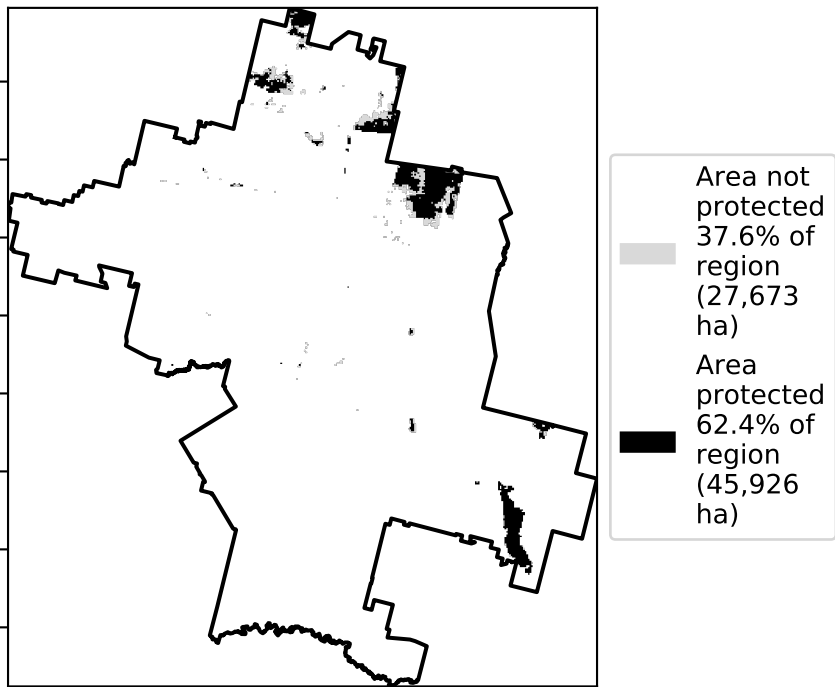 Area not
protected
37.6% of
region
(27,673
ha)
Area
protected
62.4% of
region
(45,926
ha)